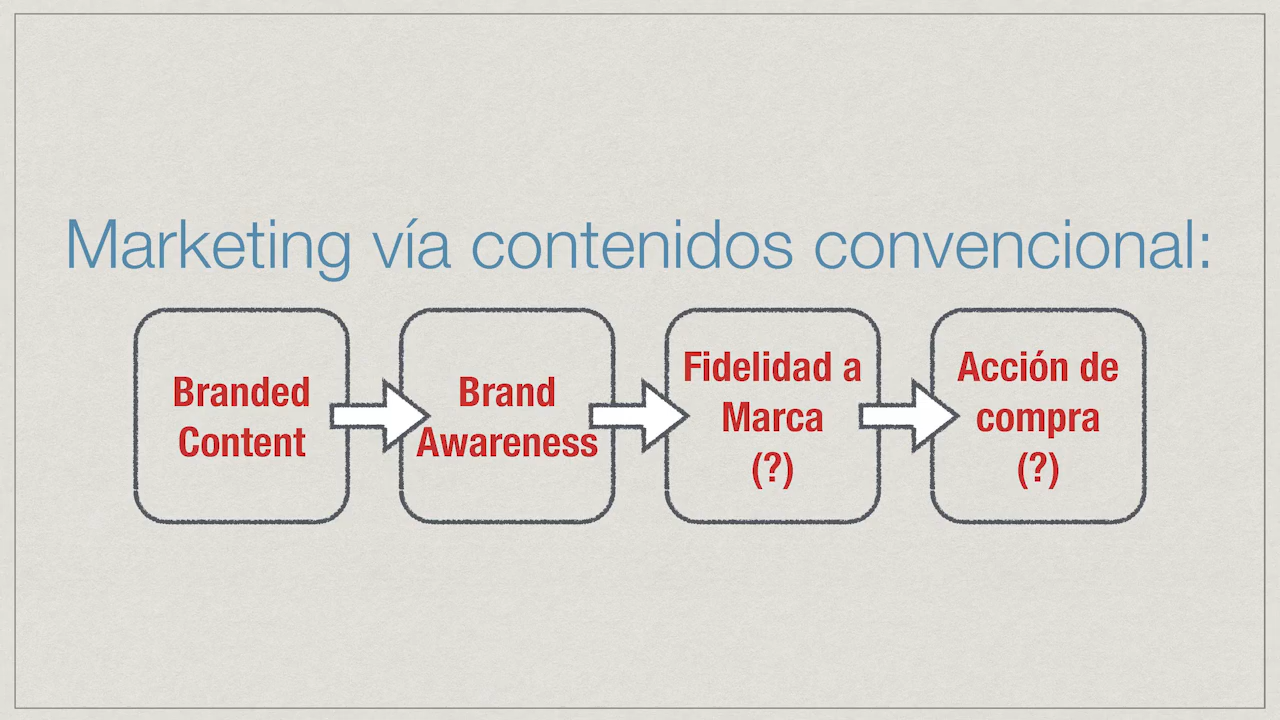 Marketing vía contenidos convencional:
Branded
Content
Brand
Awareness
Fidelidad a
Marca
(?)
Acción de
compra
(?)